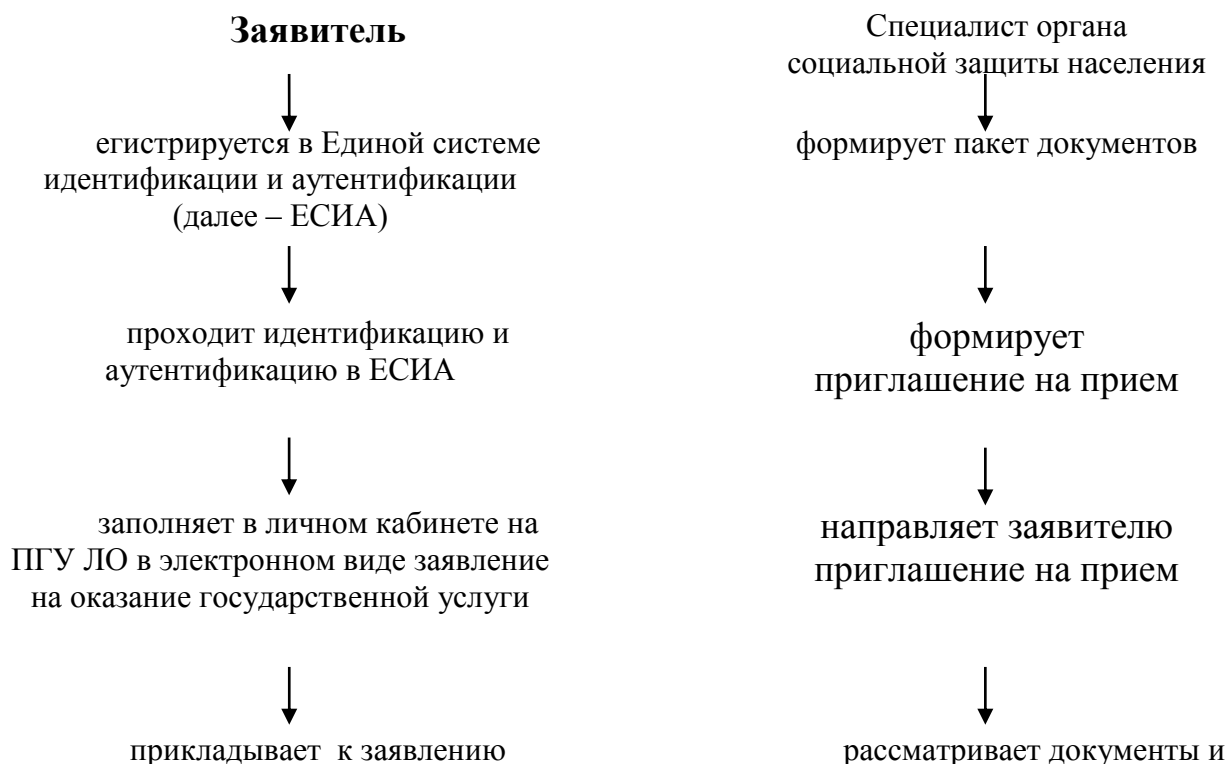 Заявитель
егистрируется в Единой системе
идентификации и аутентификации
(далее – ЕСИА)
проходит идентификацию и
аутентификацию в ЕСИА
заполняет в личном кабинете на
ПГУ ЛО в электронном виде заявление
на оказание государственной услуги
прикладывает к заявлению
Специалист органа
социальной защиты населения
формирует пакет документов
формирует
приглашение на прием
направляет заявителю
приглашение на прием
рассматривает документы и